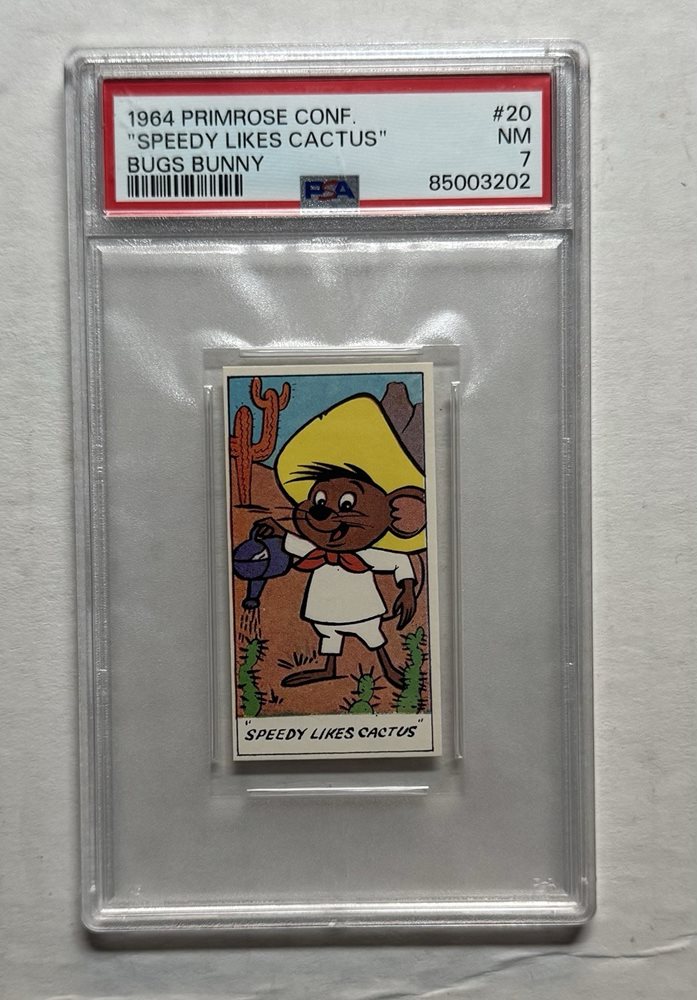 1964 PRIMROSE CONF. #20
"SPEEDY LIKES CACTUS" NM
BUGS BUNNY 7
PSA 85003202
"SPEEDY LIKES CACTUS"